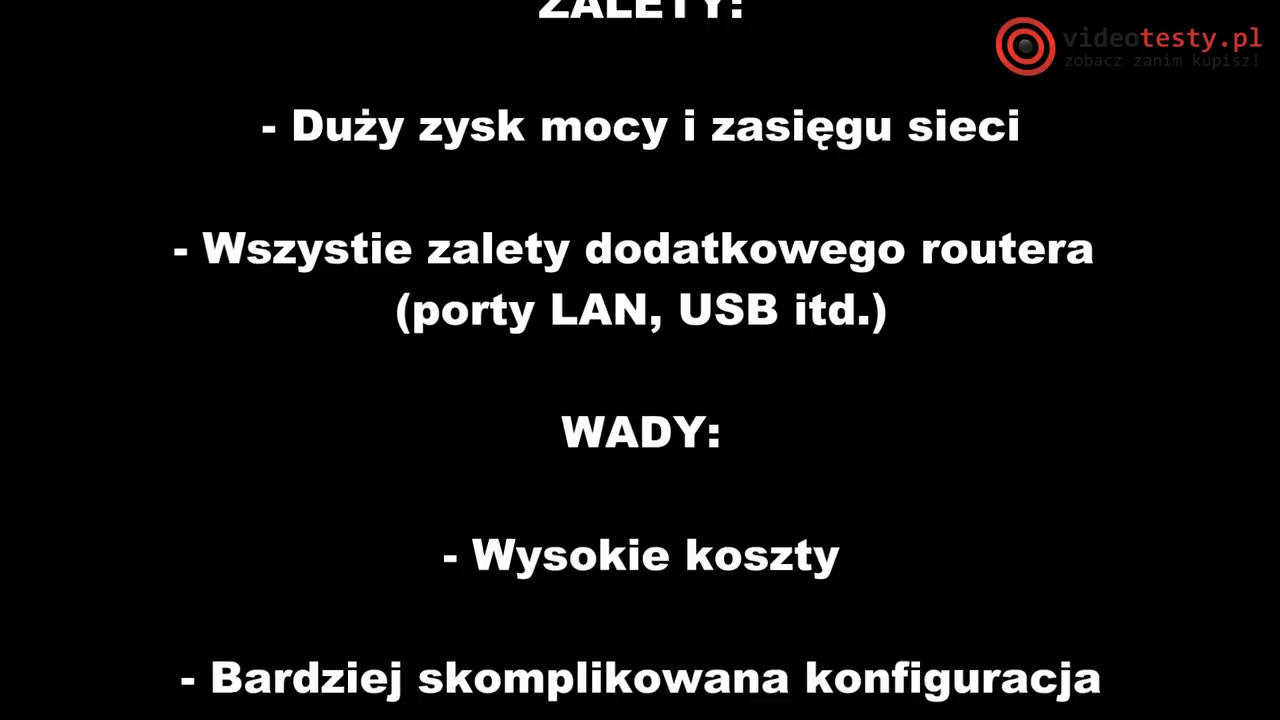 ZALETY:
videotesty.pl
zobacz zanim kupisz!
- Duży zysk mocy i zasięgu sieci
- Wszystie zalety dodatkowego routera
(porty LAN, USB itd.)
WADY:
- Wysokie koszty
- Bardziej skomplikowana konfiguracja